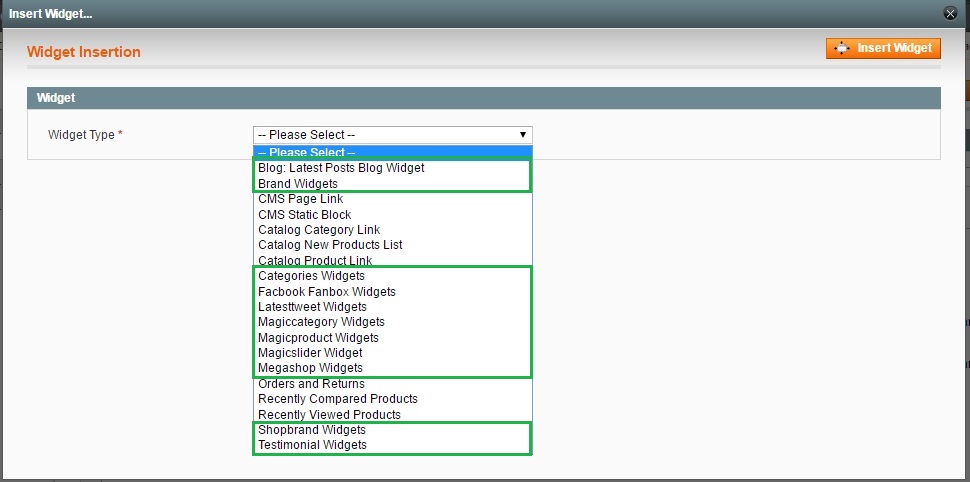 Insert Widget...
Widget Insertion
Insert Widget
Widget
Widget Type *
-- Please Select --
-- Please Select --
Blog: Latest Posts Blog Widget
Brand Widgets
CMS Page Link
CMS Static Block
Catalog Category Link
Catalog New Products List
Catalog Product Link
Categories Widgets
Facbook Fanbox Widgets
Latesttweet Widgets
Magiccategory Widgets
Magicproduct Widgets
Magicslider Widget
Megashop Widgets
Orders and Returns
Recently Compared Products
Recently Viewed Products
Shopbrand Widgets
Testimonial Widgets